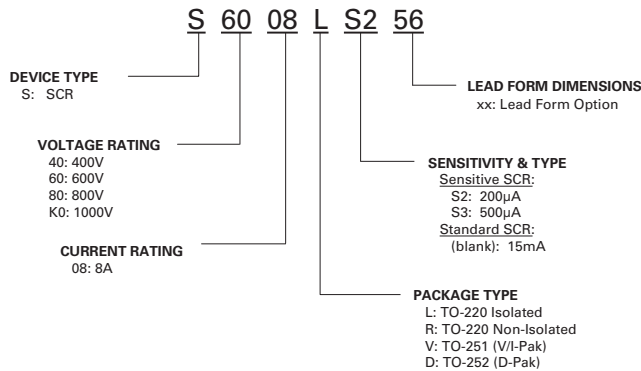 S 60 08 L S2 56
DEVICE TYPE
S: SCR
VOLTAGE RATING
40: 400V
60: 600V
80: 800V
K0: 1000V
CURRENT RATING
08: 8A
LEAD FORM DIMENSIONS
xx: Lead Form Option
SENSITIVITY & TYPE
Sensitive SCR:
S2: 200µA
S3: 500µA
Standard SCR:
(blank): 15mA
PACKAGE TYPE
L: TO-220 Isolated
R: TO-220 Non-Isolated
V: TO-251 (V/I-Pak)
D: TO-252 (D-Pak)